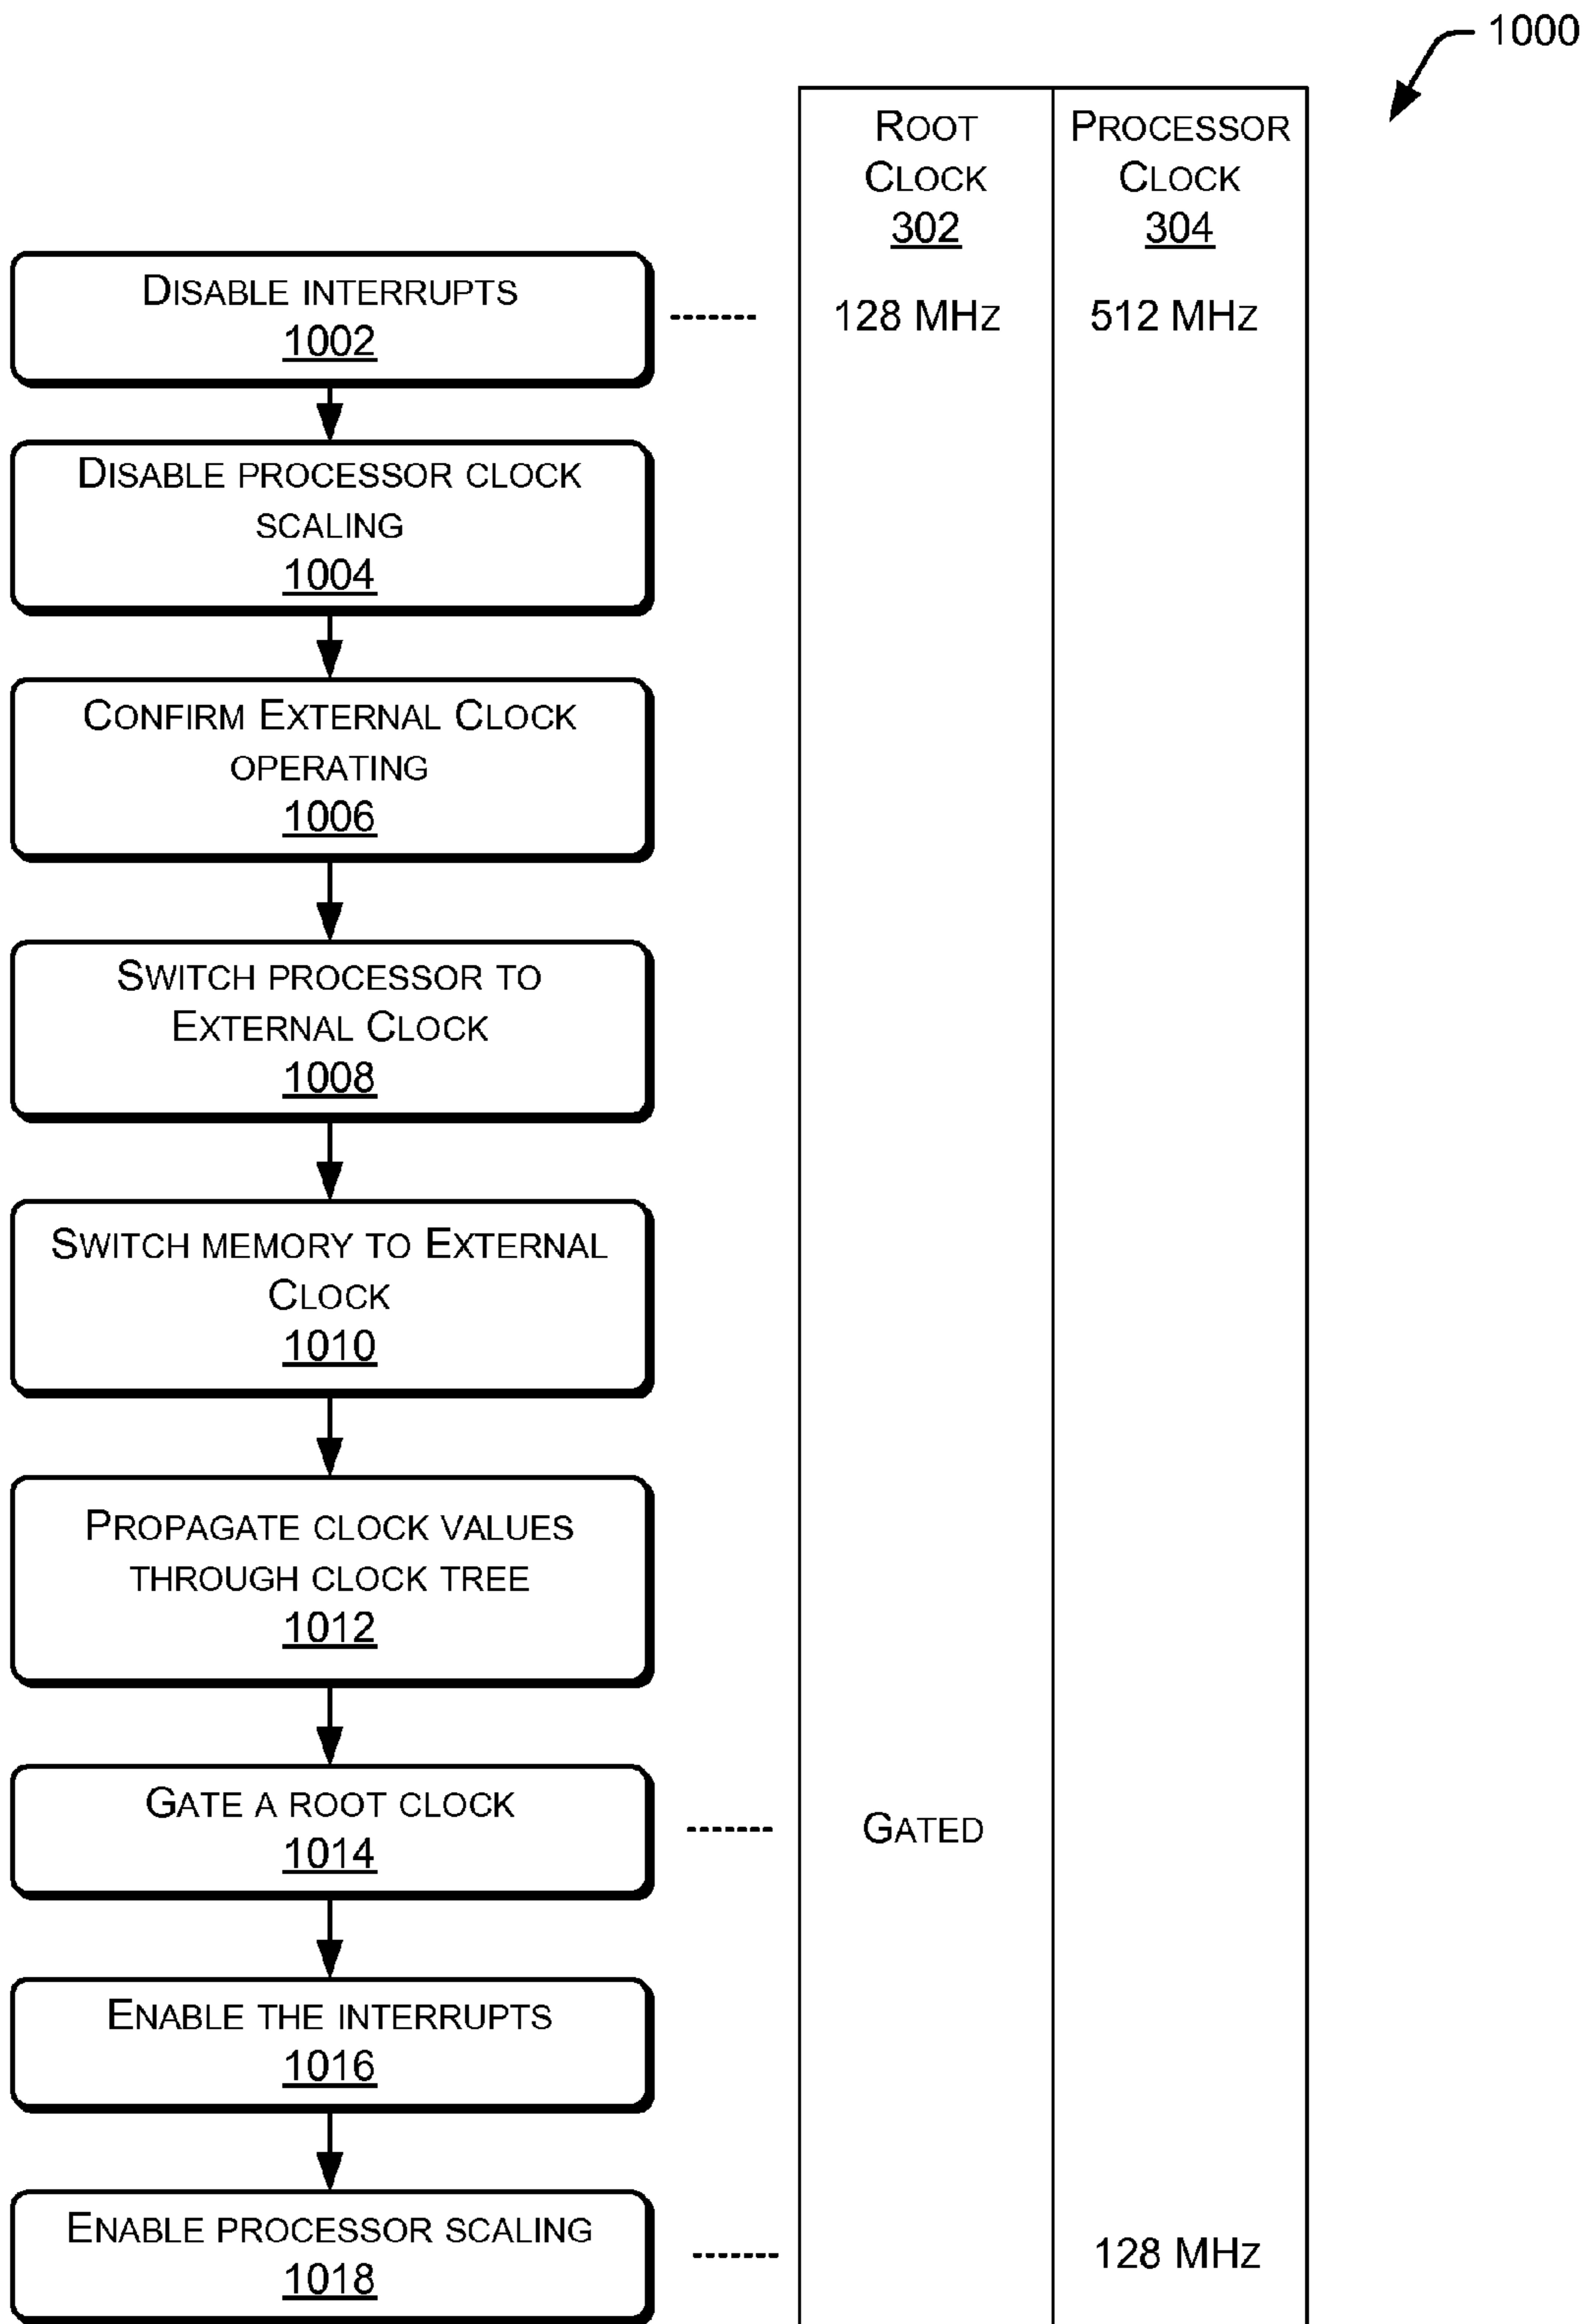 1000
ROOT CLOCK 302
PROCESSOR CLOCK 304
DISABLE INTERRUPTS
1002
128 MHZ
512 MHZ
DISABLE PROCESSOR CLOCK
SCALING
1004
CONFIRM EXTERNAL CLOCK
OPERATING
1006
SWITCH PROCESSOR TO
EXTERNAL CLOCK
1008
SWITCH MEMORY TO EXTERNAL
CLOCK
1010
PROPAGATE CLOCK VALUES
THROUGH CLOCK TREE
1012
GATE A ROOT CLOCK
1014
GATED
ENABLE THE INTERRUPTS
1016
ENABLE PROCESSOR SCALING
1018
128 MHZ